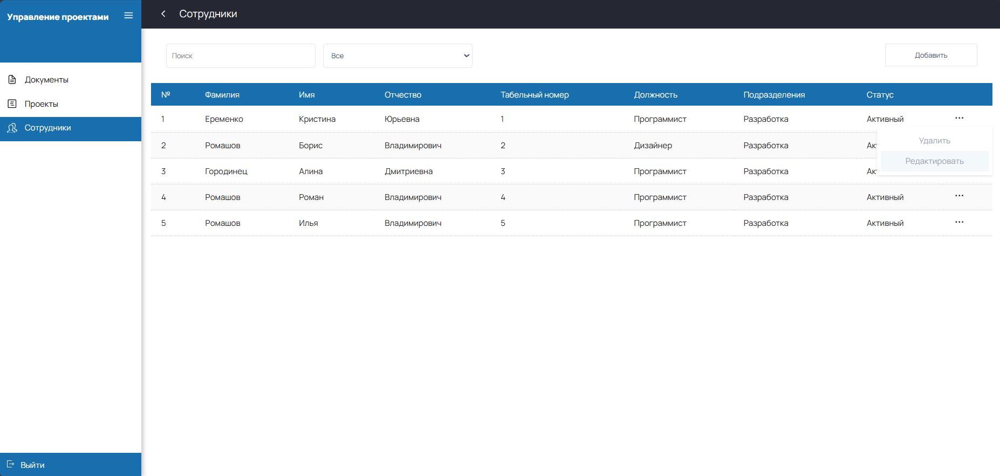 Управление проектами
Сотрудники
Поиск
Все
Добавить
Документы
Проекты
Сотрудники
№ Фамилия Имя Отчество Табельный номер Должность Подразделения Статус
1 Еременко Кристина Юрьевна 1 Программист Разработка Активный ...
2 Ромашов Борис Владимирович 2 Дизайнер Разработка Ак
3 Городинец Алина Дмитриевна 3 Программист Разработка Ак
4 Ромашов Роман Владимирович 4 Программист Разработка Активный ...
5 Ромашов Илья Владимирович 5 Программист Разработка Активный ...
Удалить
Редактировать
Выйти